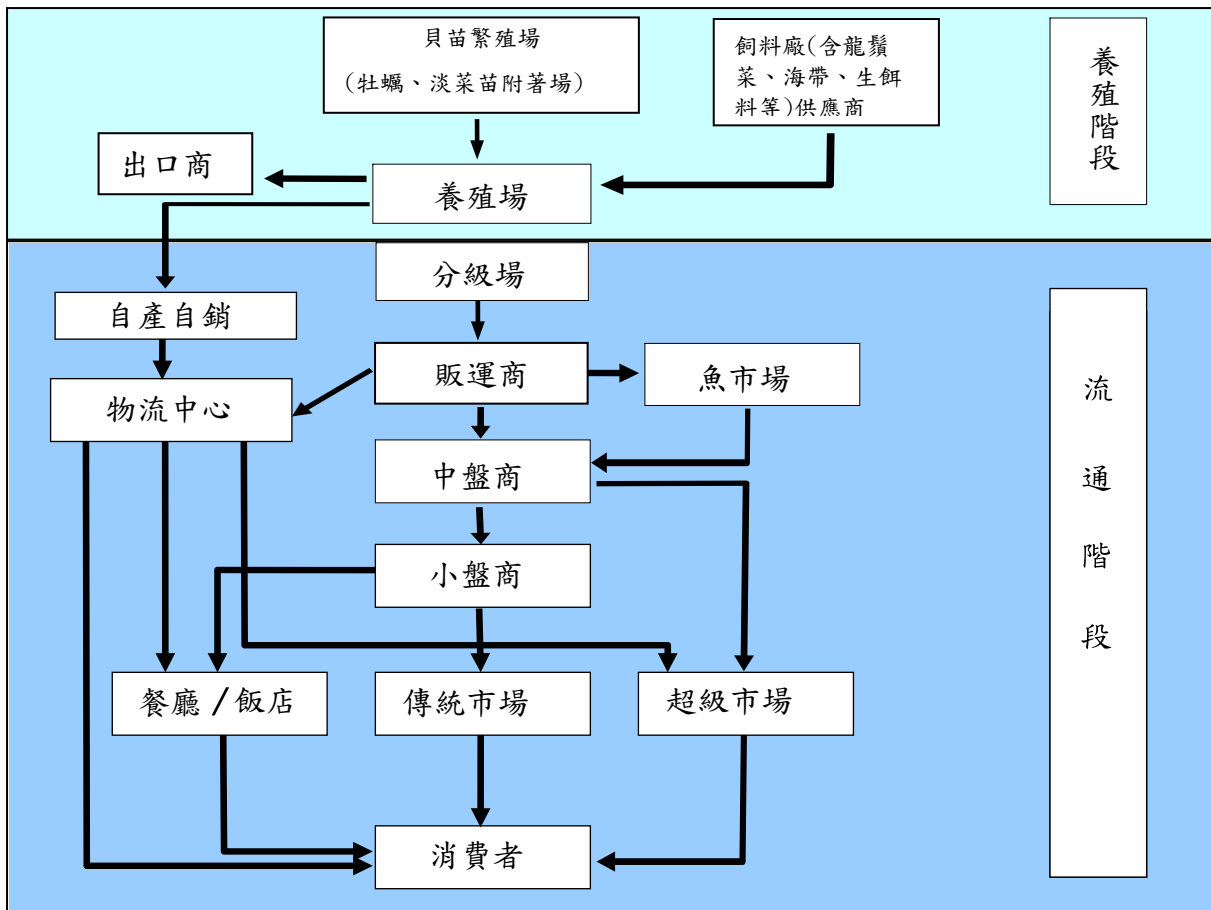 貝苗繁殖場
(牡蠣、淡菜苗附著場)
飼料廠(含龍鬚
菜、海帶、生餌
料等)供應商
養殖階段
出口商
養殖場
分級場
自產自銷
販運商
魚市場
物流中心
中盤商
小盤商
流通階段
餐廳/飯店
傳統市場
超級市場
消費者